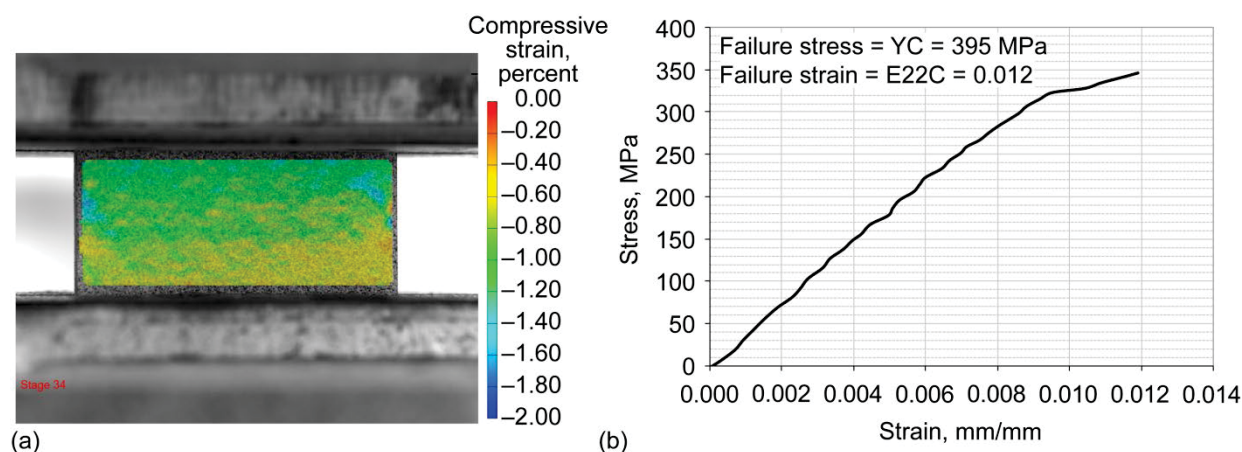 Compressive
strain,
percent
0.00
–0.20
–0.40
–0.60
–0.80
–1.00
–1.20
–1.40
–1.60
–1.80
–2.00
Stage 34
(a)
Failure stress = YC = 395 MPa
Failure strain = E22C = 0.012
Stress, MPa
400
350
300
250
200
150
100
50
0
0.000 0.002 0.004 0.006 0.008 0.010 0.012 0.014
Strain, mm/mm
(b)